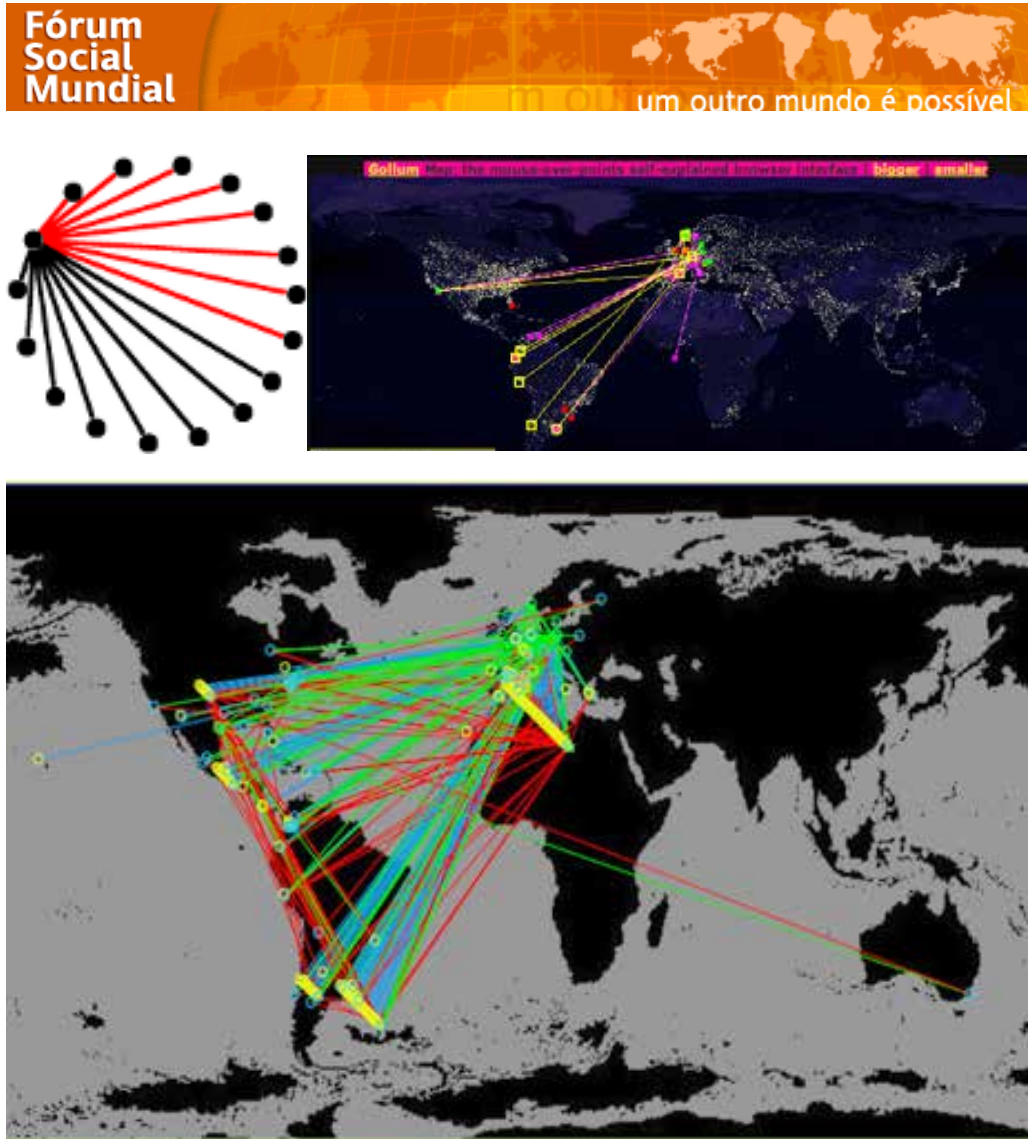 Fórum
Social
Mundial
um outro mundo é possível
Gollum Map: the mouse-over-points self-explained browser interface | bigger | smaller